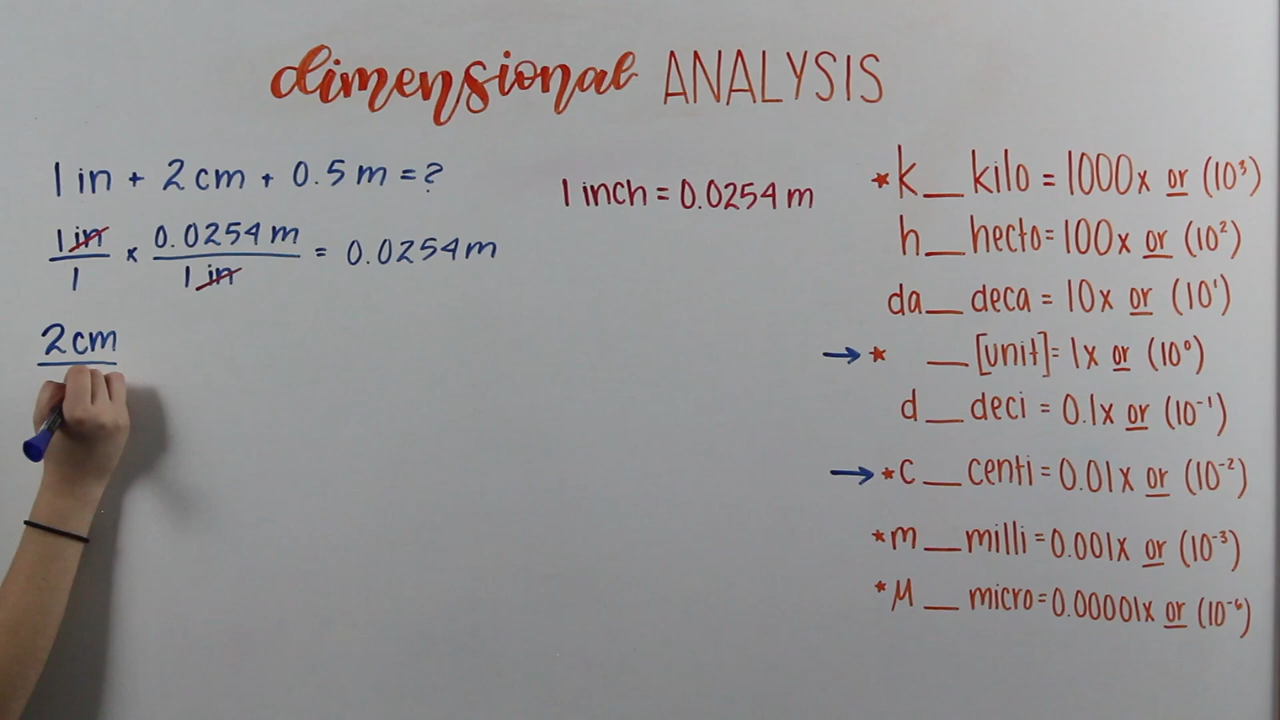 dimensional ANALYSIS
1 in + 2 cm + 0.5 m = ?
1 in / 1 × 0.0254 m / 1 in = 0.0254 m
2 cm
1 inch = 0.0254 m
*k__ kilo = 1000x or (10³)
h__ hecto = 100x or (10²)
da__ deca = 10x or (10¹)
→ * __ [unit] = 1x or (10⁰)
d__ deci = 0.1x or (10⁻¹)
→ *c__ centi = 0.01x or (10⁻²)
*m__ milli = 0.001x or (10⁻³)
*μ__ micro = 0.00001x or (10⁻⁶)